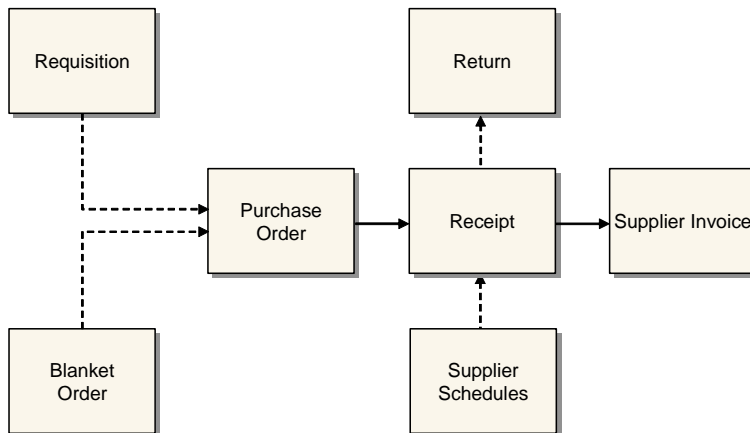 Requisition
Return
Purchase
Order
Receipt
Supplier Invoice
Blanket
Order
Supplier
Schedules